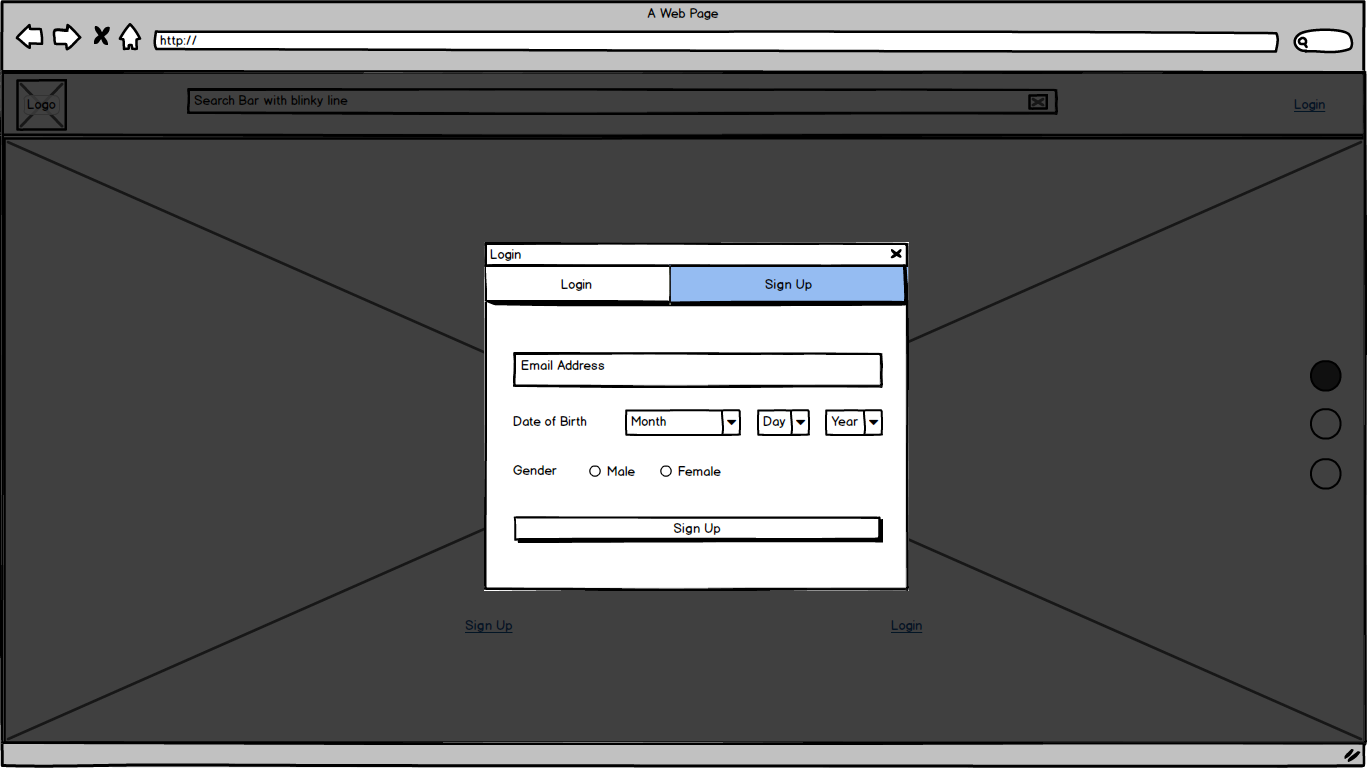 A Web Page
http://
Logo
Search Bar with blinky line
Login
Login
Login
Sign Up
Email Address
Date of Birth
Month
Day
Year
Gender
Male
Female
Sign Up
Sign Up
Login